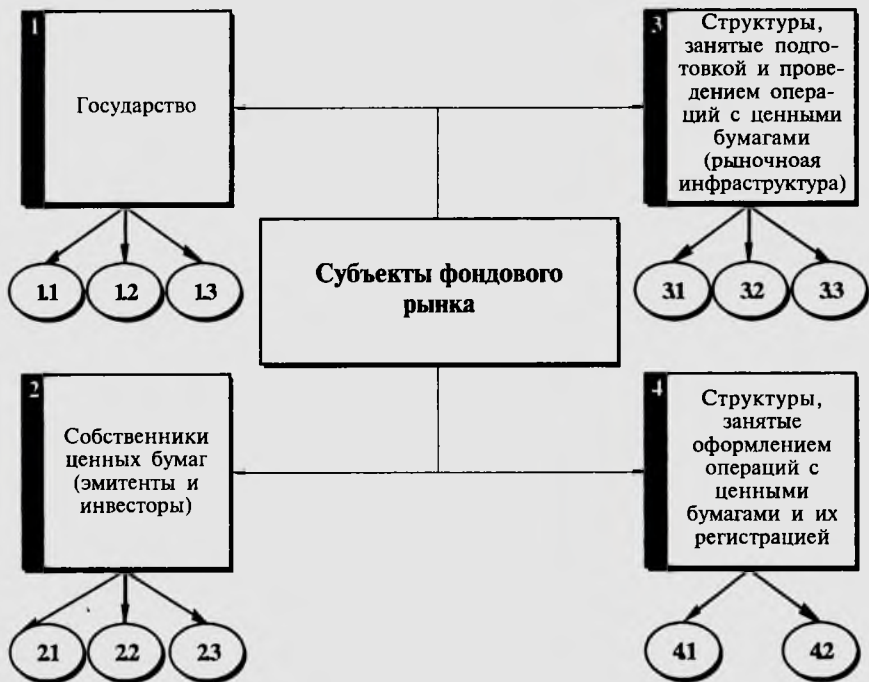 1
Государство
1.1
1.2
1.3
3
Структуры,
занятые подго-
товкой и прове-
дением опера-
ций с ценными
бумагами
(рыночноая
инфраструктура)
3.1
3.2
3.3
Субъекты фондового
рынка
2
Собственники
ценных бумаг
(эмитенты и
инвесторы)
2.1
2.2
2.3
4
Структуры,
занятые
оформлением
операций с
ценными
бумагами и их
регистрацией
4.1
4.2